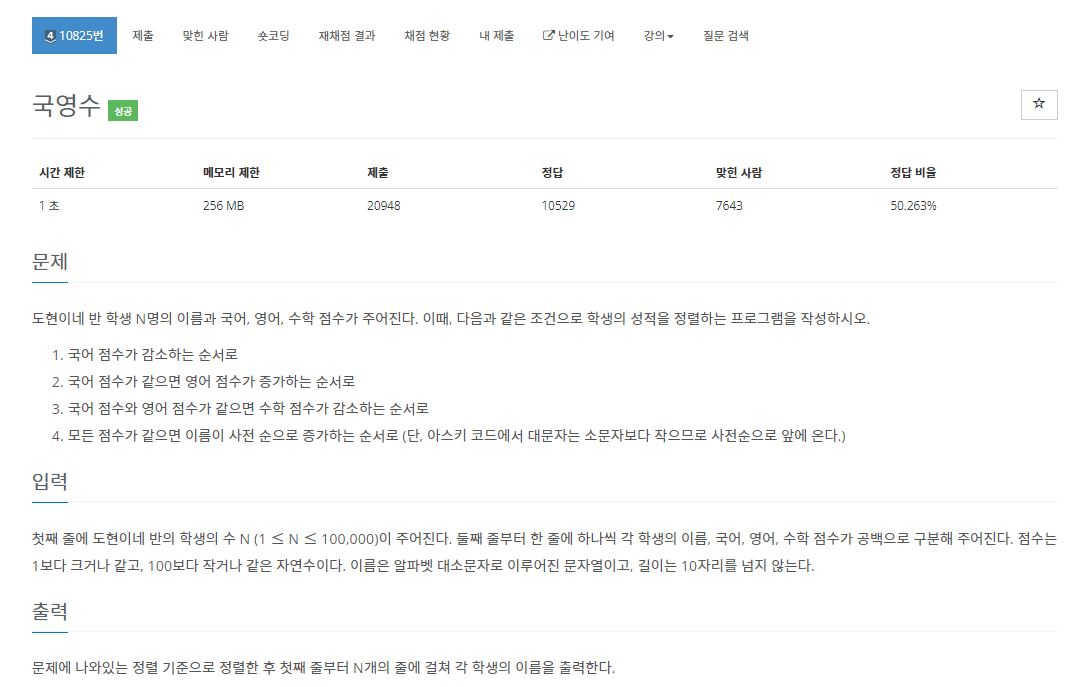 4 10825번 제출 맞힌 사람 숏코딩 재채점 결과 채점 현황 내 제출 난이도 기여 강의 질문 검색
국영수 성공
시간 제한 메모리 제한 제출 정답 맞힌 사람 정답 비율
1 초 256 MB 20948 10529 7643 50.263%
문제
도현이네 반 학생 N명의 이름과 국어, 영어, 수학 점수가 주어진다. 이때, 다음과 같은 조건으로 학생의 성적을 정렬하는 프로그램을 작성하시오.
1. 국어 점수가 감소하는 순서로
2. 국어 점수가 같으면 영어 점수가 증가하는 순서로
3. 국어 점수와 영어 점수가 같으면 수학 점수가 감소하는 순서로
4. 모든 점수가 같으면 이름이 사전 순으로 증가하는 순서로 (단, 아스키 코드에서 대문자는 소문자보다 작으므로 사전순으로 앞에 온다.)
입력
첫째 줄에 도현이네 반의 학생의 수 N (1 ≤ N ≤ 100,000)이 주어진다. 둘째 줄부터 한 줄에 하나씩 각 학생의 이름, 국어, 영어, 수학 점수가 공백으로 구분해 주어진다. 점수는
1보다 크거나 같고, 100보다 작거나 같은 자연수이다. 이름은 알파벳 대소문자로 이루어진 문자열이고, 길이는 10자리를 넘지 않는다.
출력
문제에 나와있는 정렬 기준으로 정렬한 후 첫째 줄부터 N개의 줄에 걸쳐 각 학생의 이름을 출력한다.